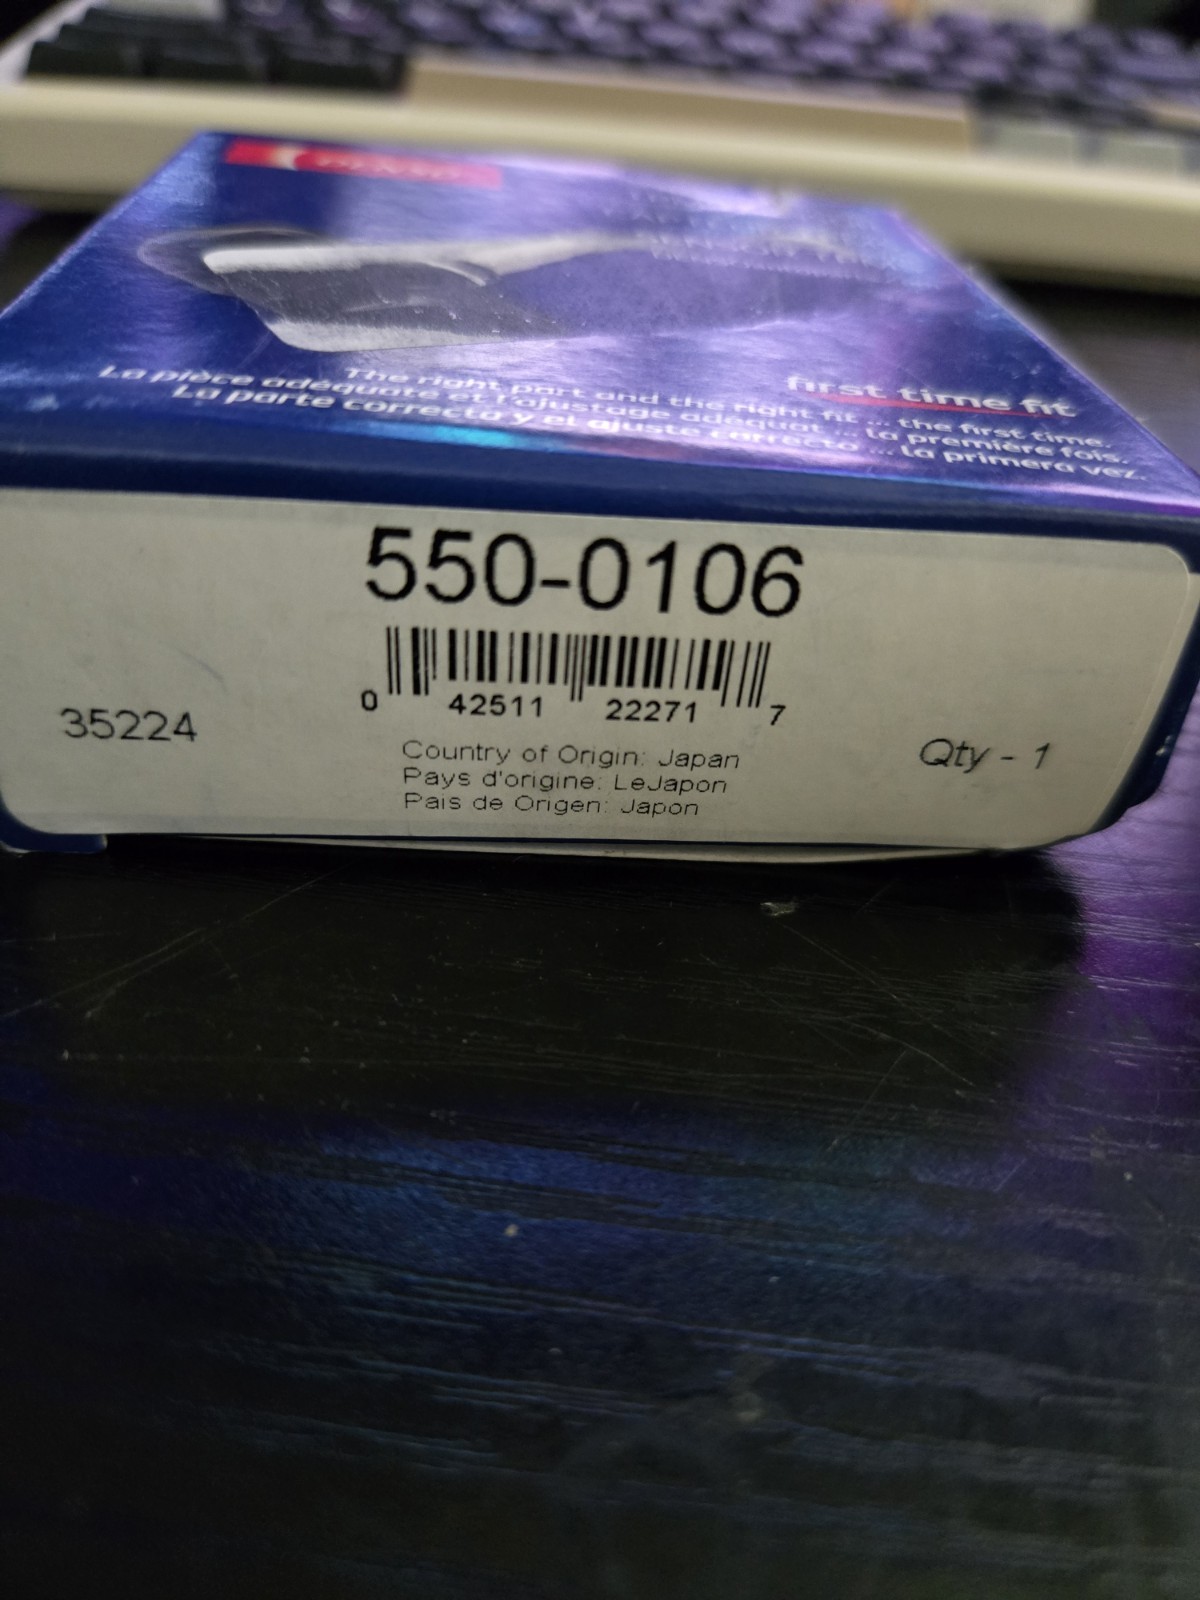 DENSO
first time fit
The right part and the right fit ... the first time.
La pièce adéquate et l'ajustage adéquat ... la première fois.
La parte correcta y el ajuste correcto ... la primera vez.
550-0106
0 42511 22271 7
35224
Country of Origin: Japan
Pays d'origine: LeJapon
Pais de Origen: Japon
Qty - 1